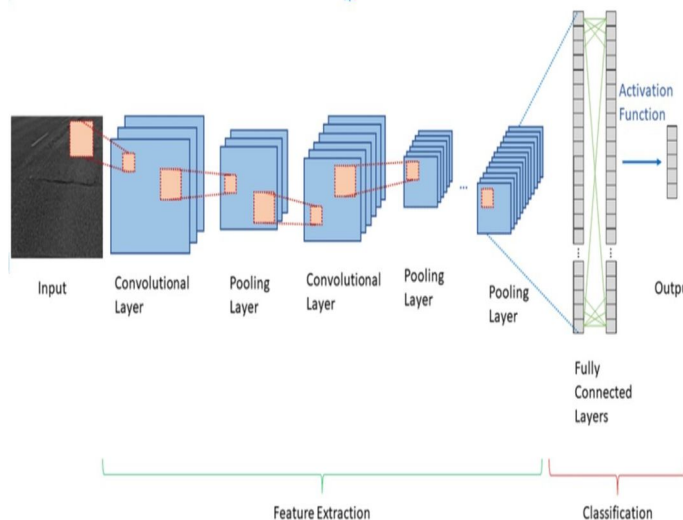 Activation
Function
Input
Convolutional
Layer
Pooling
Layer
Convolutional
Layer
Pooling
Layer
...
Pooling
Layer
Output
Fully
Connected
Layers
Feature Extraction
Classification